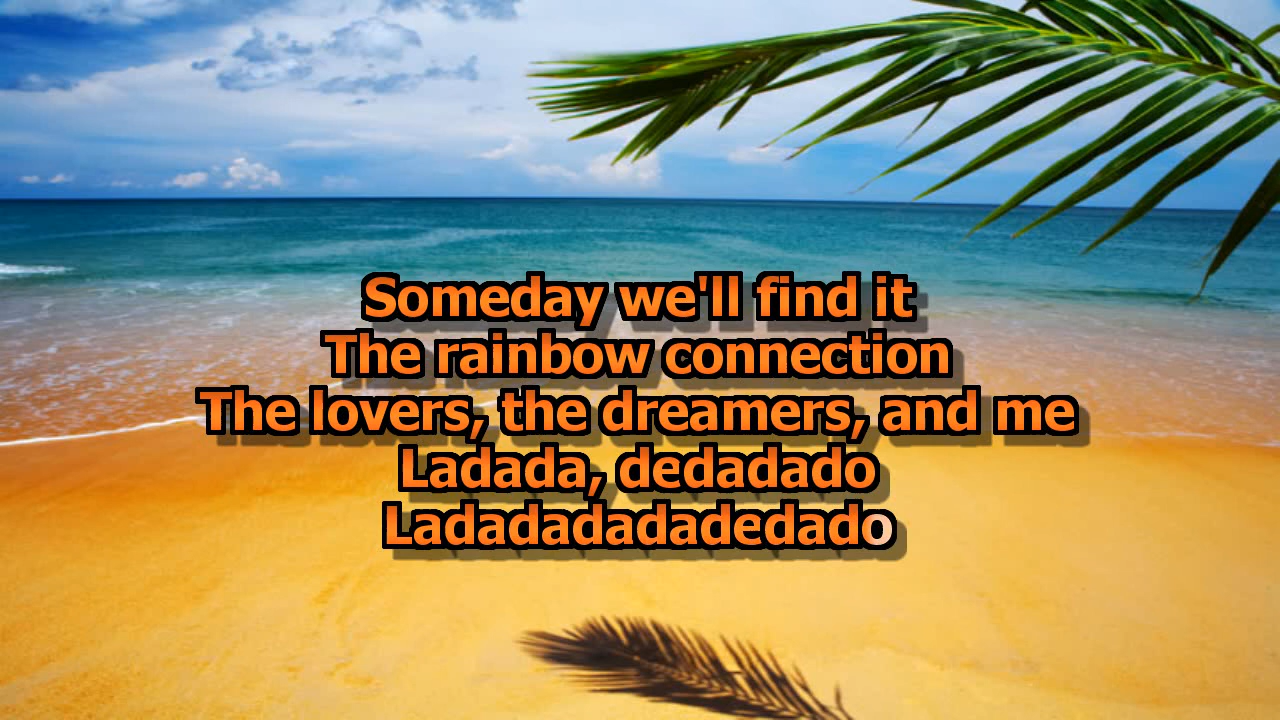 Someday we'll find it
The rainbow connection
The lovers, the dreamers, and me
Ladada, dedadado
Ladadadadadedado